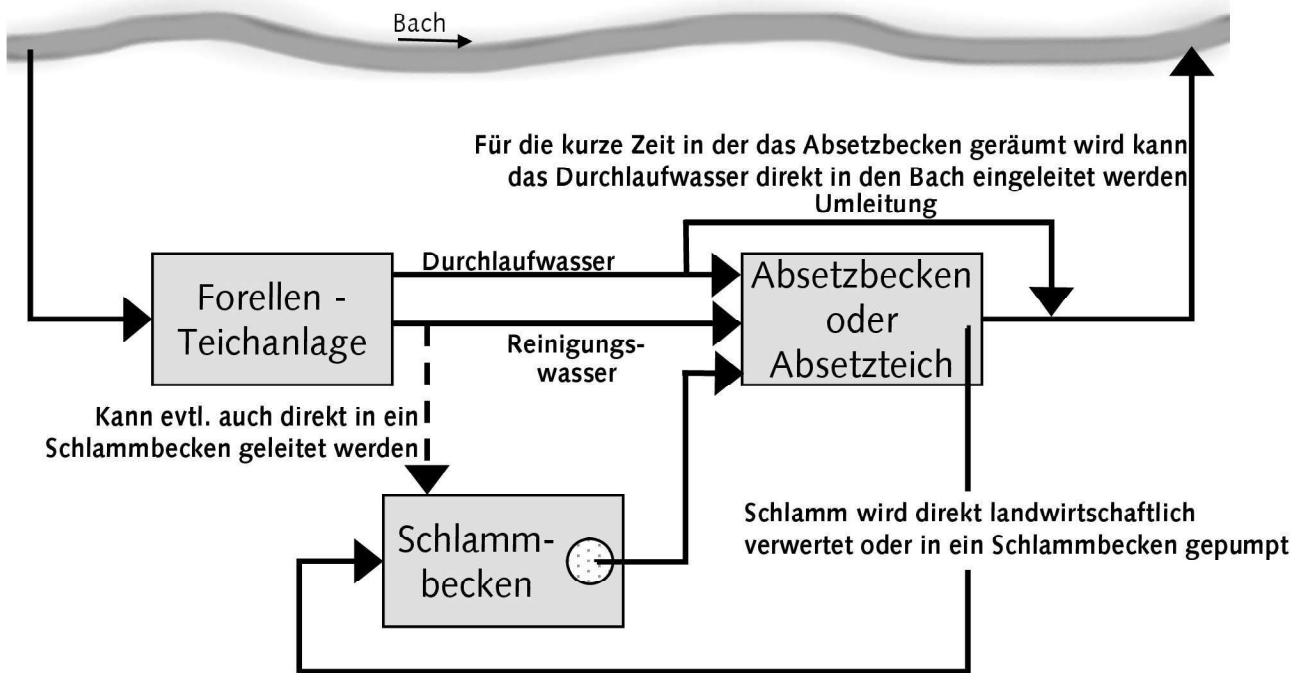 Bach
Für die kurze Zeit in der das Absetzbecken geräumt wird kann
das Durchlaufwasser direkt in den Bach eingeleitet werden
Umleitung
Durchlaufwasser
Forellen -
Teichanlage
Absetzbecken
oder
Absetzteich
Reinigungs-
wasser
Kann evtl. auch direkt in ein
Schlammbecken geleitet werden
Schlamm-
becken
Schlamm wird direkt landwirtschaftlich
verwertet oder in ein Schlammbecken gepumpt